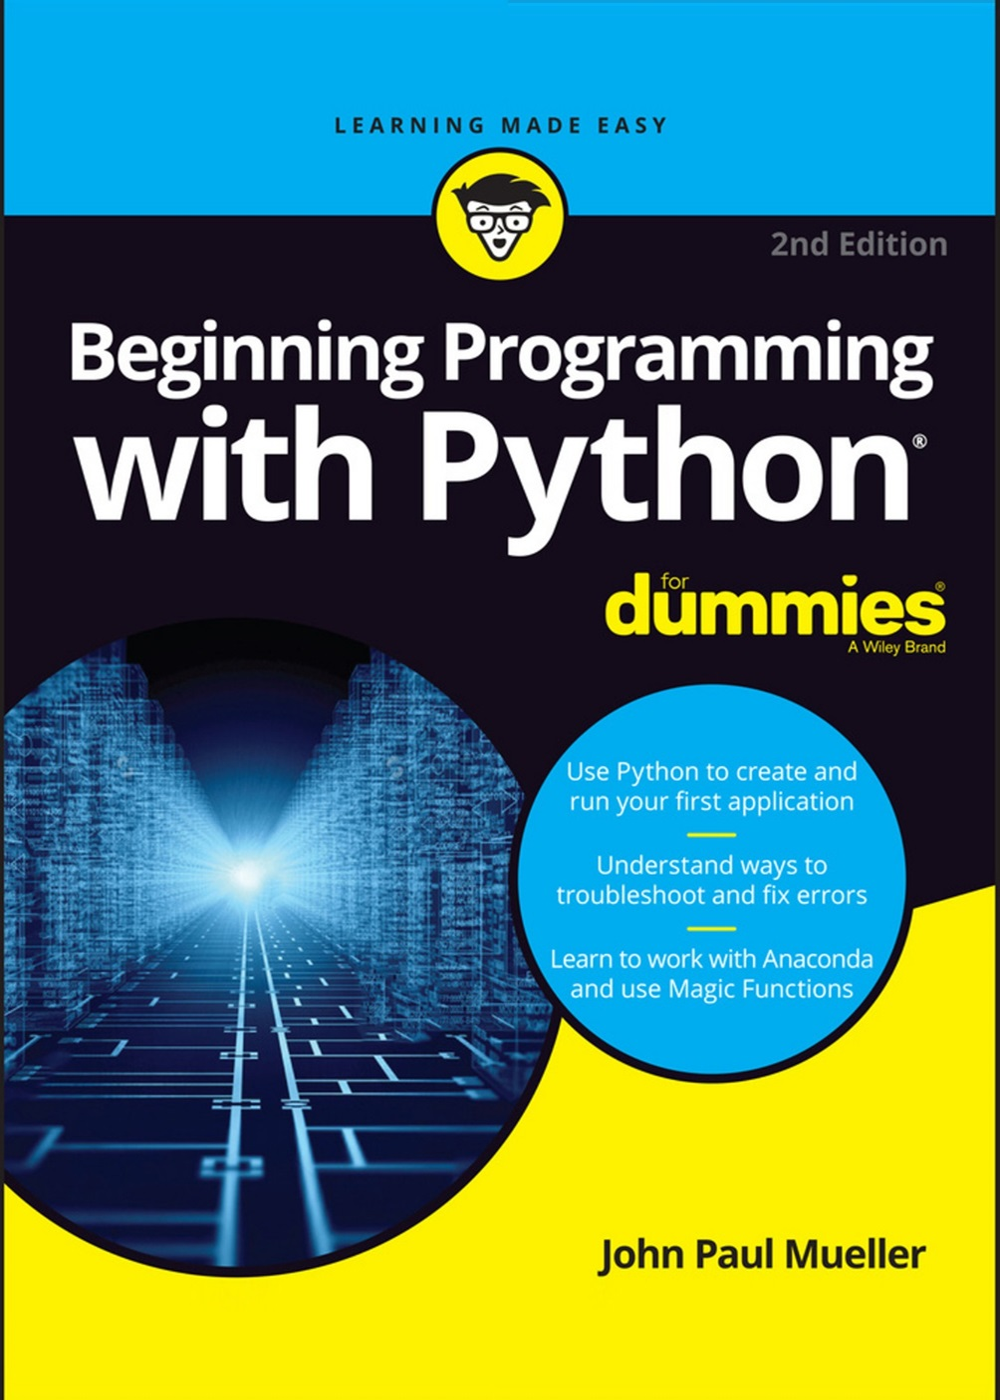 LEARNING MADE EASY
2nd Edition
Beginning Programming
with Python®
for
dummies®
A Wiley Brand
Use Python to create and
run your first application
Understand ways to
troubleshoot and fix errors
Learn to work with Anaconda
and use Magic Functions
John Paul Mueller